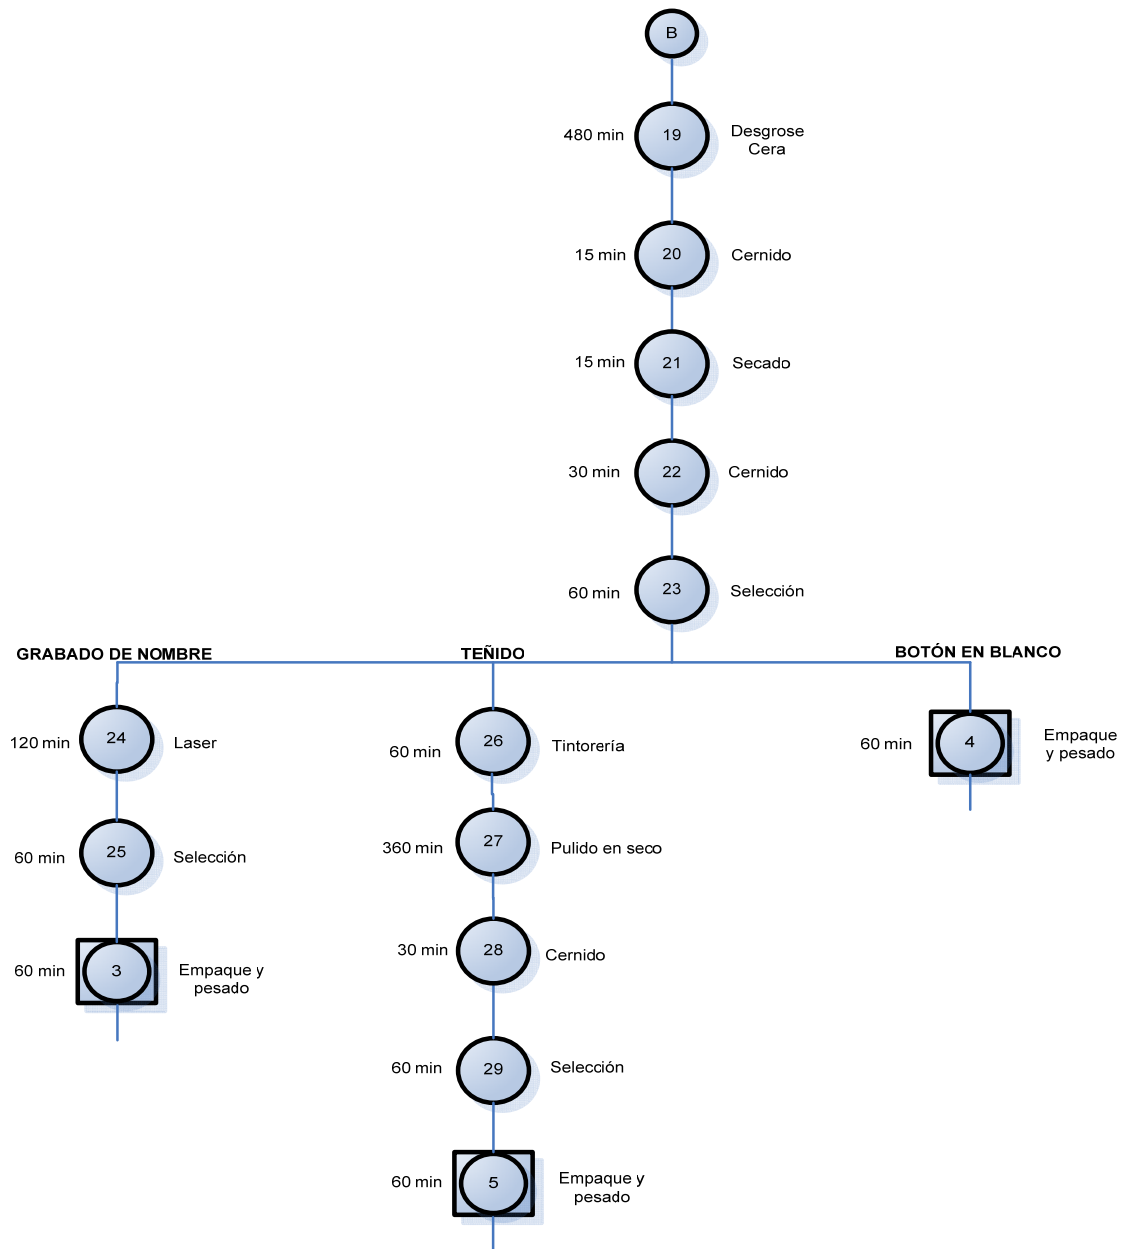 B
480 min
19
Desgrose
Cera
15 min
20
Cernido
15 min
21
Secado
30 min
22
Cernido
60 min
23
Selección
GRABADO DE NOMBRE
TEÑIDO
BOTÓN EN BLANCO
120 min
24
Laser
60 min
25
Selección
60 min
3
Empaque y
pesado
60 min
26
Tintorería
360 min
27
Pulido en seco
30 min
28
Cernido
60 min
29
Selección
60 min
5
Empaque y
pesado
60 min
4
Empaque
y pesado